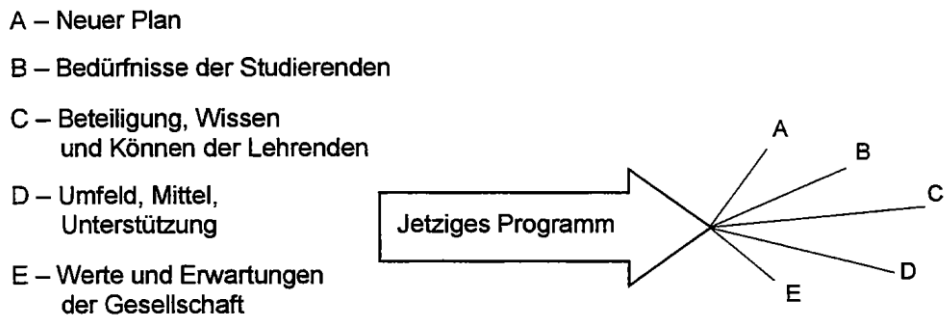 A – Neuer Plan
B – Bedürfnisse der Studierenden
C – Beteiligung, Wissen
und Können der Lehrenden
D – Umfeld, Mittel,
Unterstützung
E – Werte und Erwartungen
der Gesellschaft
Jetziges Programm
A
B
C
D
E